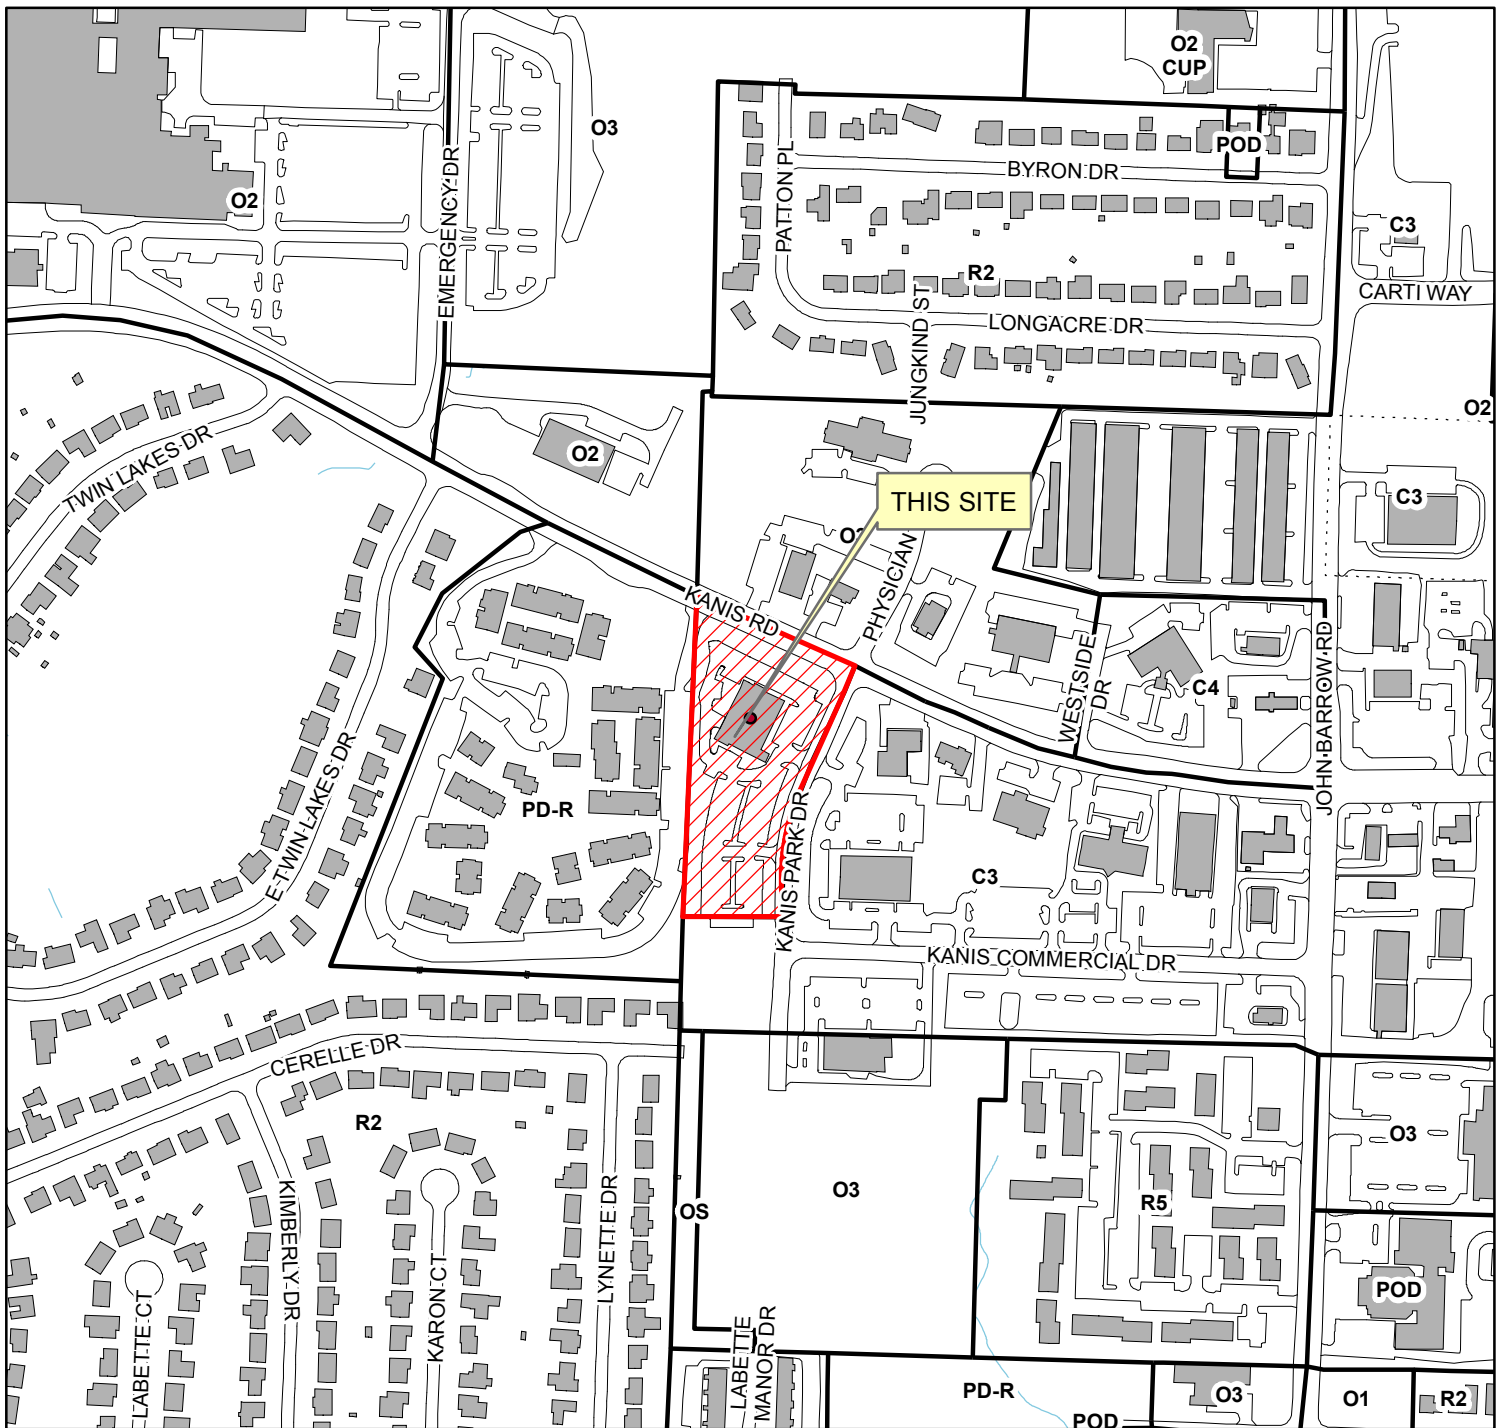 O2
CUP
O3
EMERGENCY DR
POD
PATTON PL
BYRON DR
O2
C3
R2
CARTI WAY
JUNGKIND ST
LONGACRE DR
O2
TWIN LAKES DR
O2
THIS SITE
C3
PHYSICIAN
KANIS RD
WESTSIDE
DR
C4
JOHN BARROW RD
E TWIN LAKES DR
PD-R
KANIS PARK DR
C3
KANIS COMMERCIAL DR
CERELLE DR
R2
O3
KIMBERLY DR
LYNETTE DR
OS
O3
R5
KARON CT
LABETTE CT
POD
LABETTE
MANOR DR
PD-R
O3
O1
R2
POD